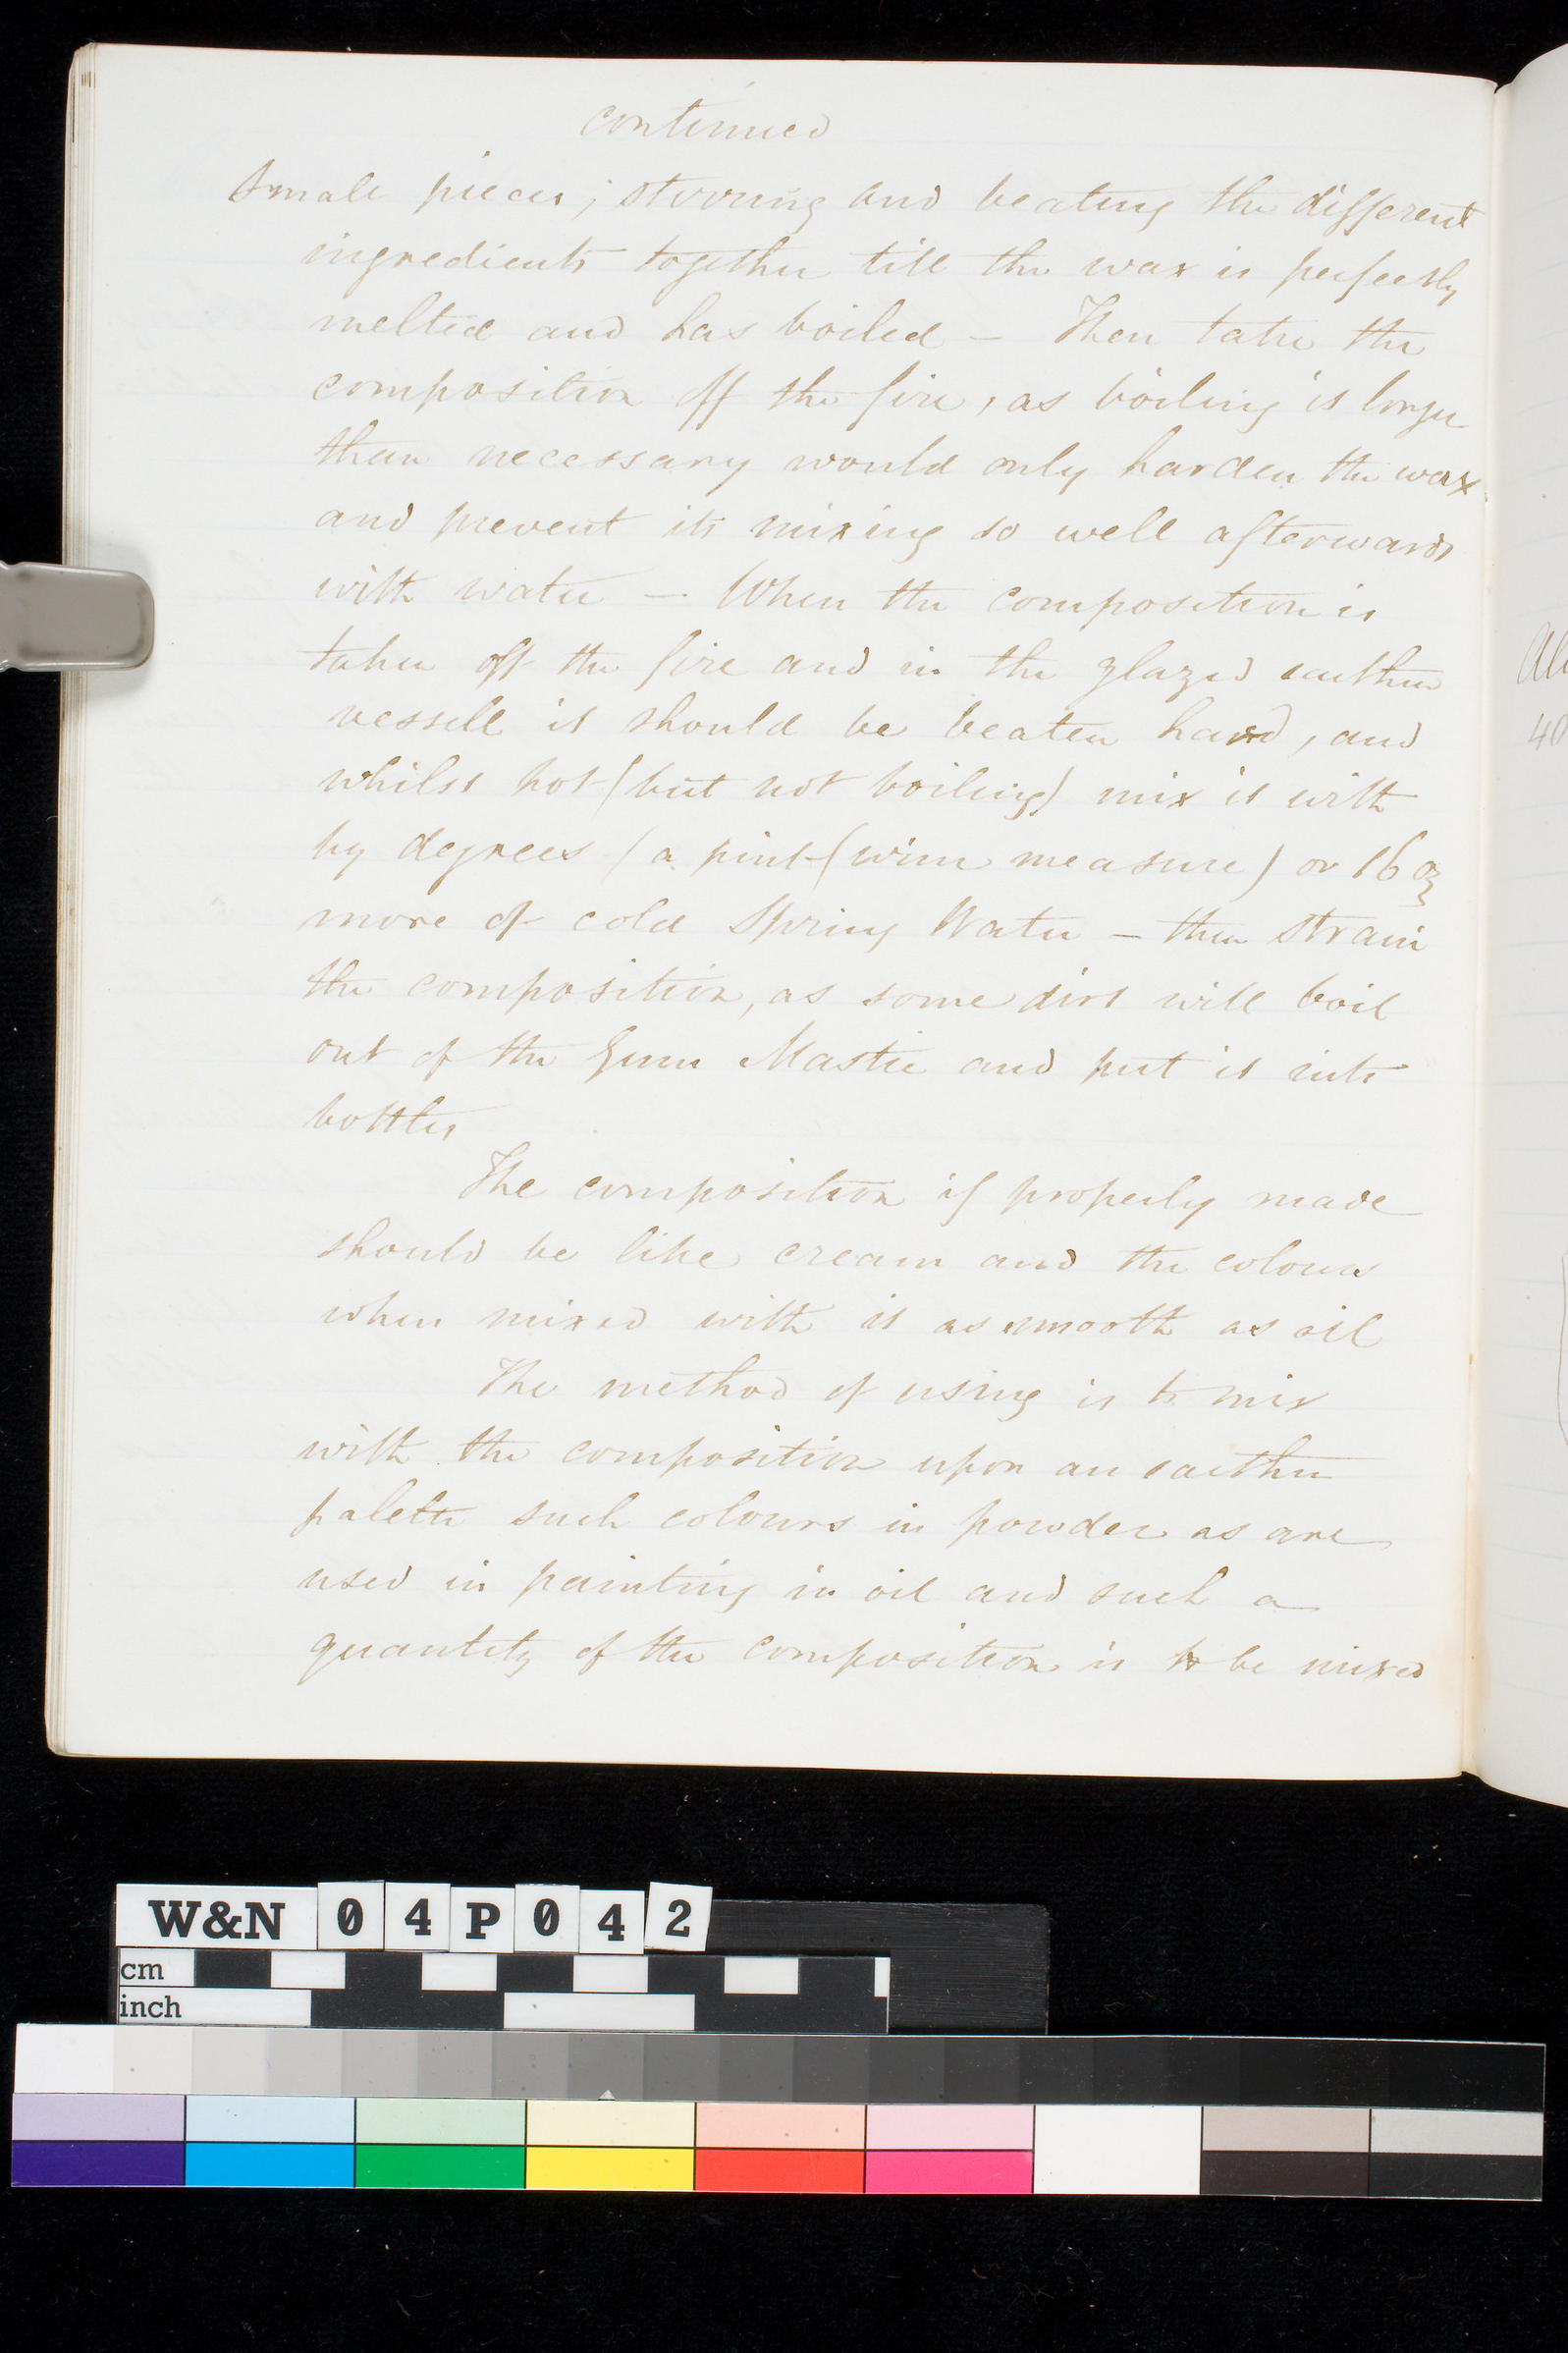 continued
small pieces; stirring and beating the different
ingredients together till the wax is perfectly
melted and has boiled – Then take the
composition off the fire, as boiling it longer
than necessary would only harden the wax
and prevent its mixing so well afterwards
with water – When the composition is
taken off the fire and in the glazed earthen
vessell it should be beaten hard, and
whilst hot (but not boiling) mix it with
by degrees / a pint (wine measure) or 16 oz
more of cold Spring Water – then strain
the composition, as some dirt will boil
out of the Gum Mastic and put it into
bottles
The composition if properly made
should be like cream and the colours
when mixed with it as smooth as oil
The method of using is to mix
with the composition upon an earthen
palette such colours in powder as are
used in painting in oil and such a
quantity of the composition is to be mixed
40
W&N 04P042
cm
inch